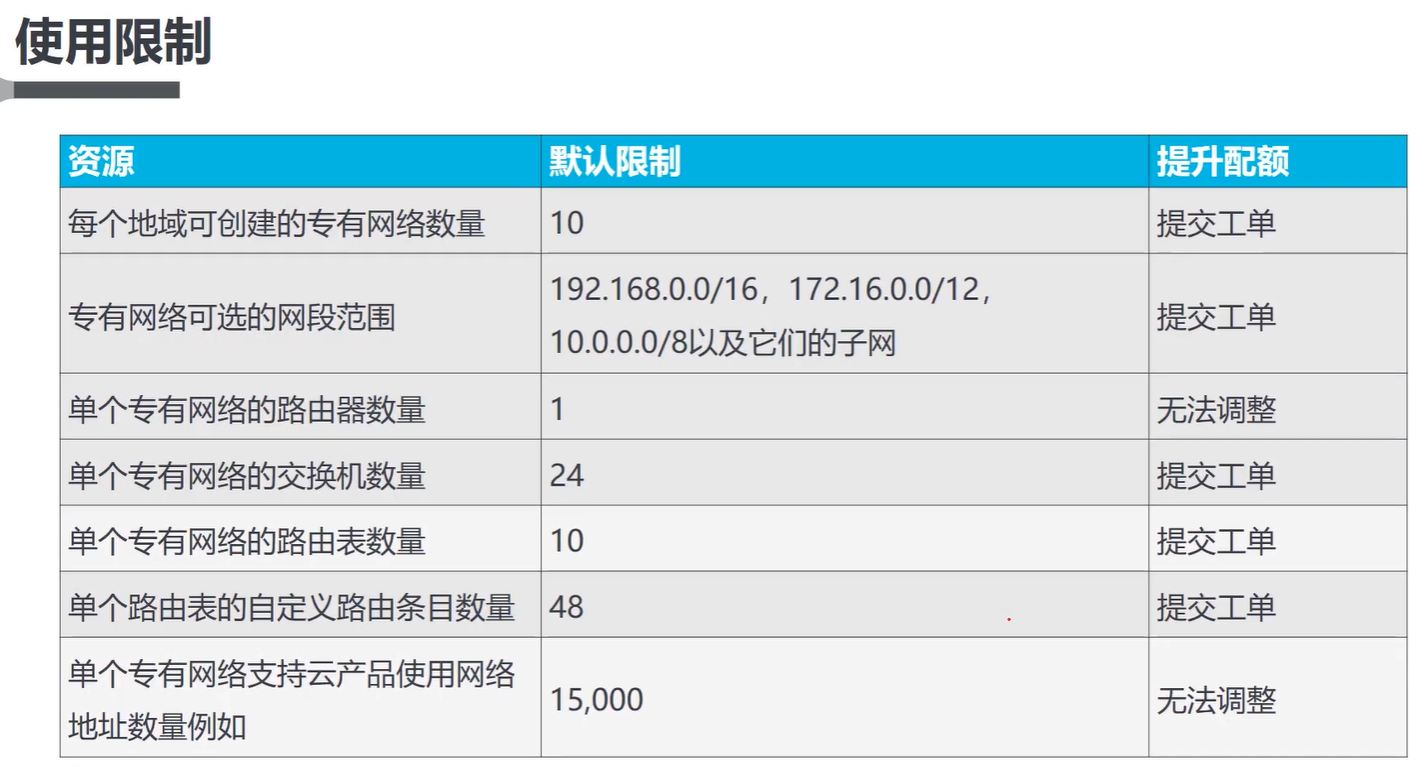 使用限制
资源 默认限制 提升配额
每个地域可创建的专有网络数量 10 提交工单
专有网络可选的网段范围 192.168.0.0/16，172.16.0.0/12，
10.0.0.0/8以及它们的子网 提交工单
单个专有网络的路由器数量 1 无法调整
单个专有网络的交换机数量 24 提交工单
单个专有网络的路由表数量 10 提交工单
单个路由表的自定义路由条目数量 48 提交工单
单个专有网络支持云产品使用网络
地址数量例如 15,000 无法调整